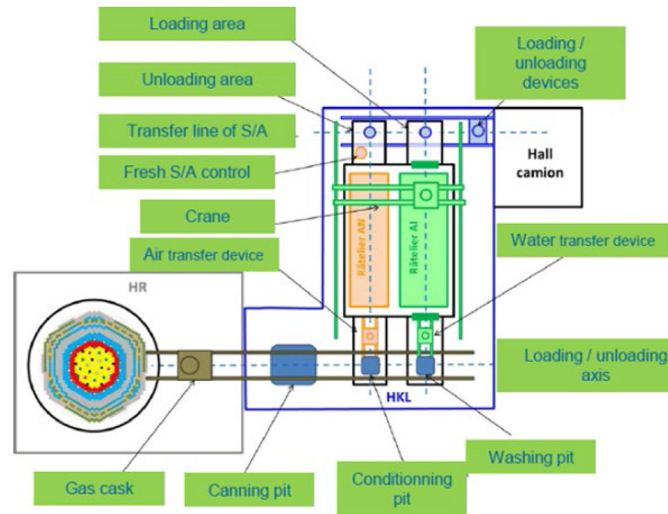 Loading area
Loading /
unloading
devices
Unloading area
Transfer line of S/A
Fresh S/A control
Crane
Air transfer device
Hall
camion
Râtelier AN
Râtelier AI
Water transfer device
HR
Loading / unloading
axis
HKL
Gas cask
Canning pit
Conditionning
pit
Washing pit